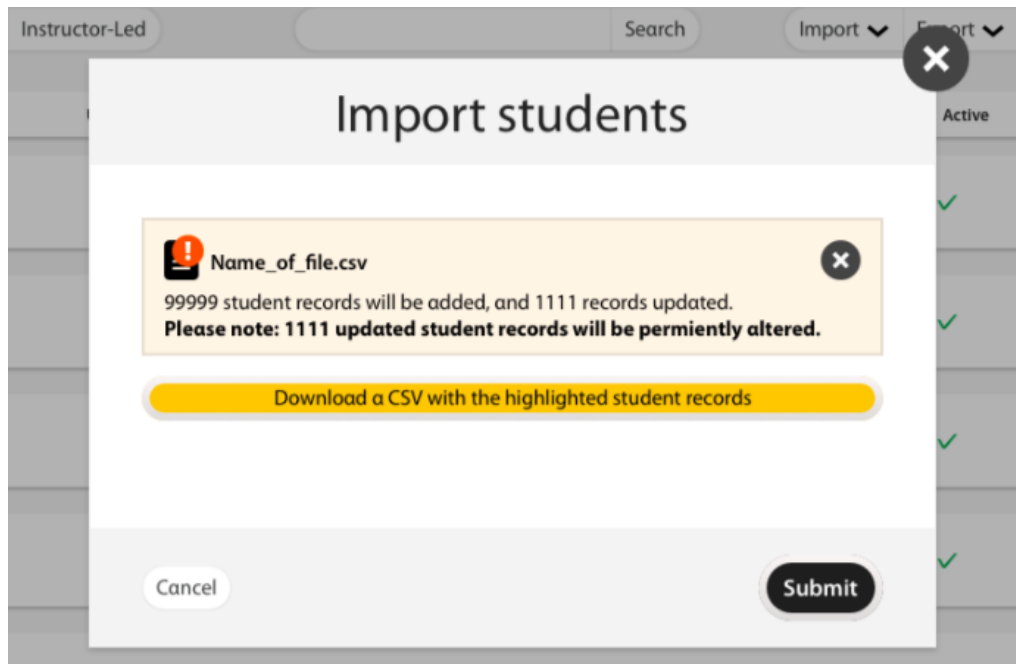 Instructor-Led
Search
Import
Active
Import students
Name_of_file.csv
99999 student records will be added, and 1111 records updated.
Please note: 1111 updated student records will be permiently altered.
Download a CSV with the highlighted student records
Cancel
Submit